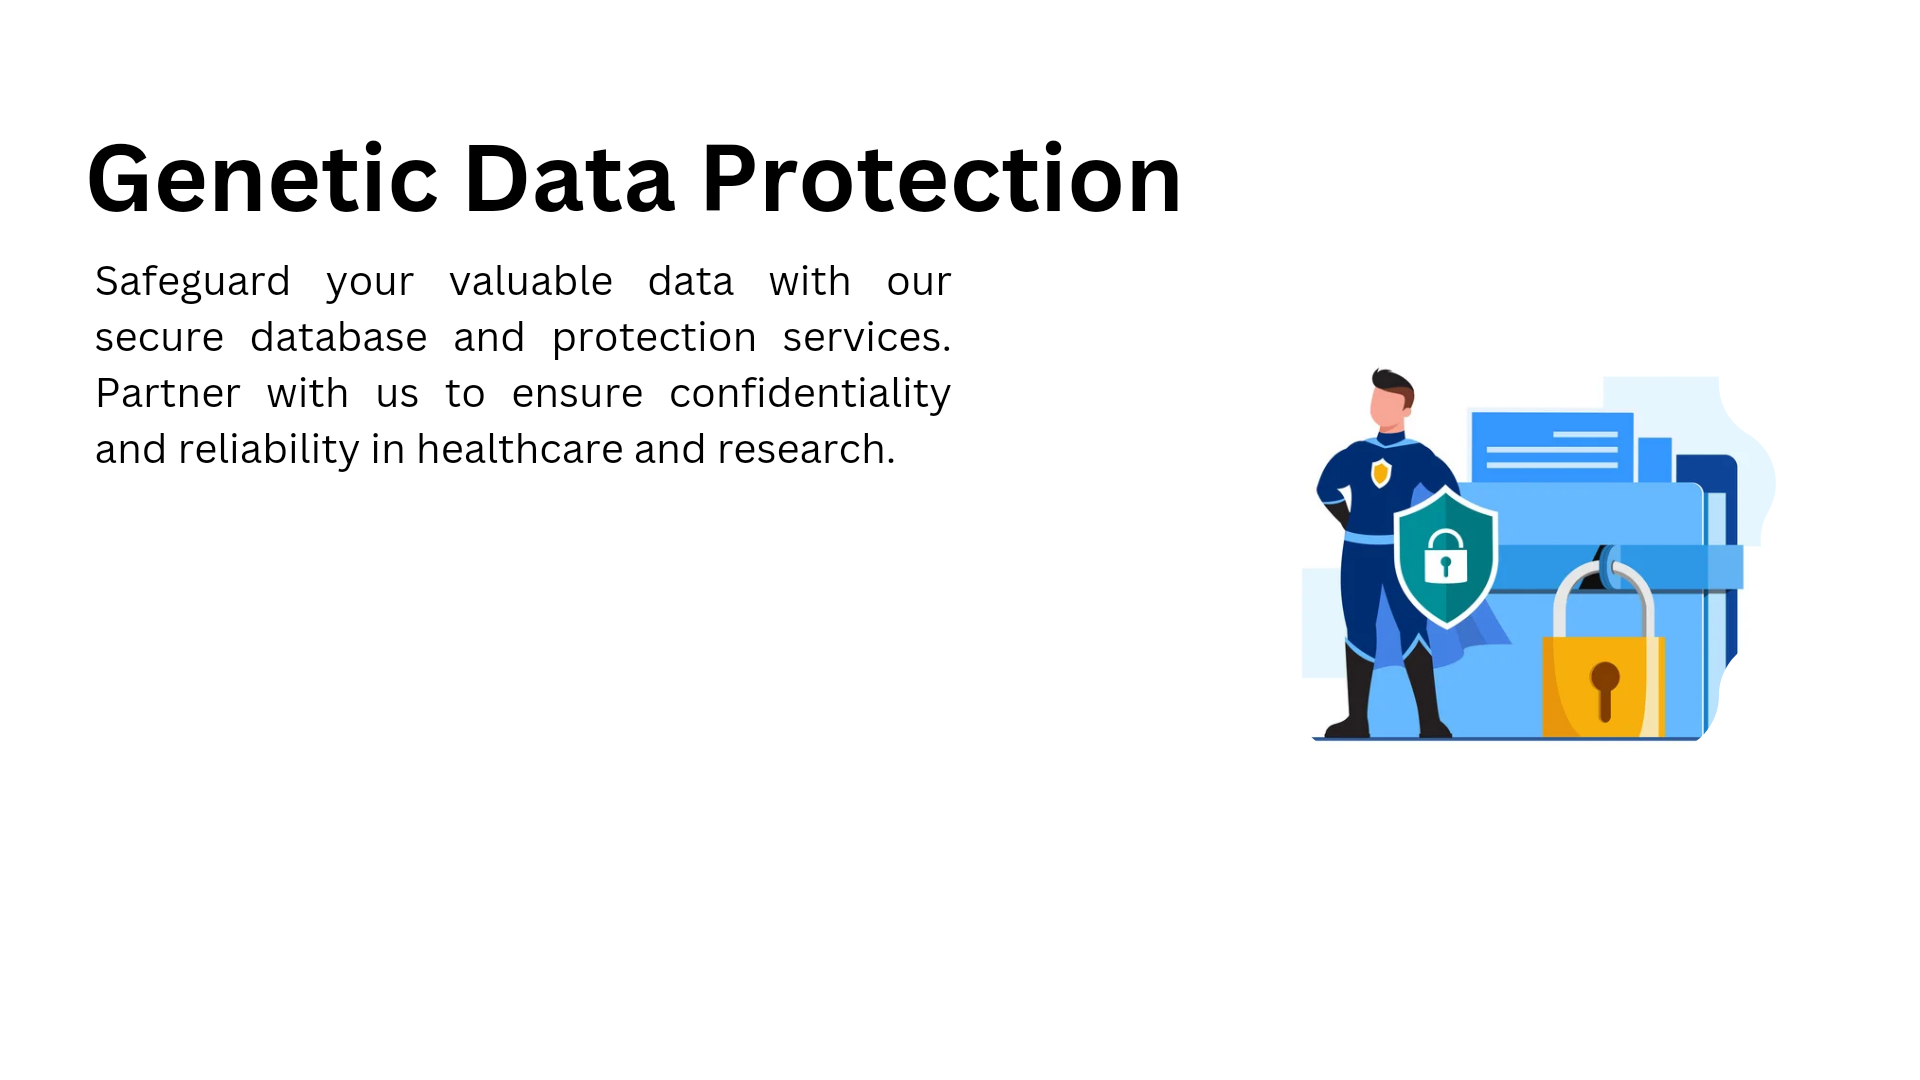 Genetic Data Protection
Safeguard your valuable data with our
secure database and protection services.
Partner with us to ensure confidentiality
and reliability in healthcare and research.